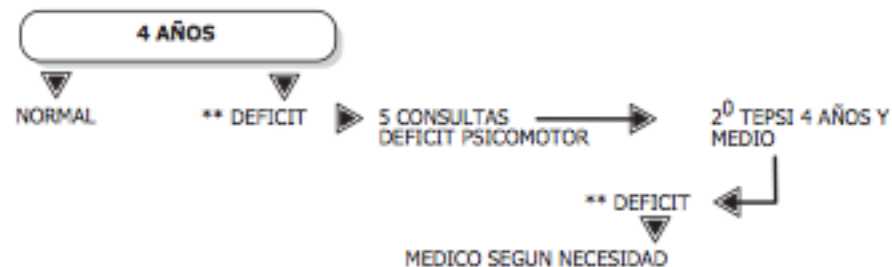 4 AÑOS
NORMAL
** DEFICIT
5 CONSULTAS
DEFICIT PSICOMOTOR
2⁰ TEPSI 4 AÑOS Y
MEDIO
** DEFICIT
MEDICO SEGUN NECESIDAD